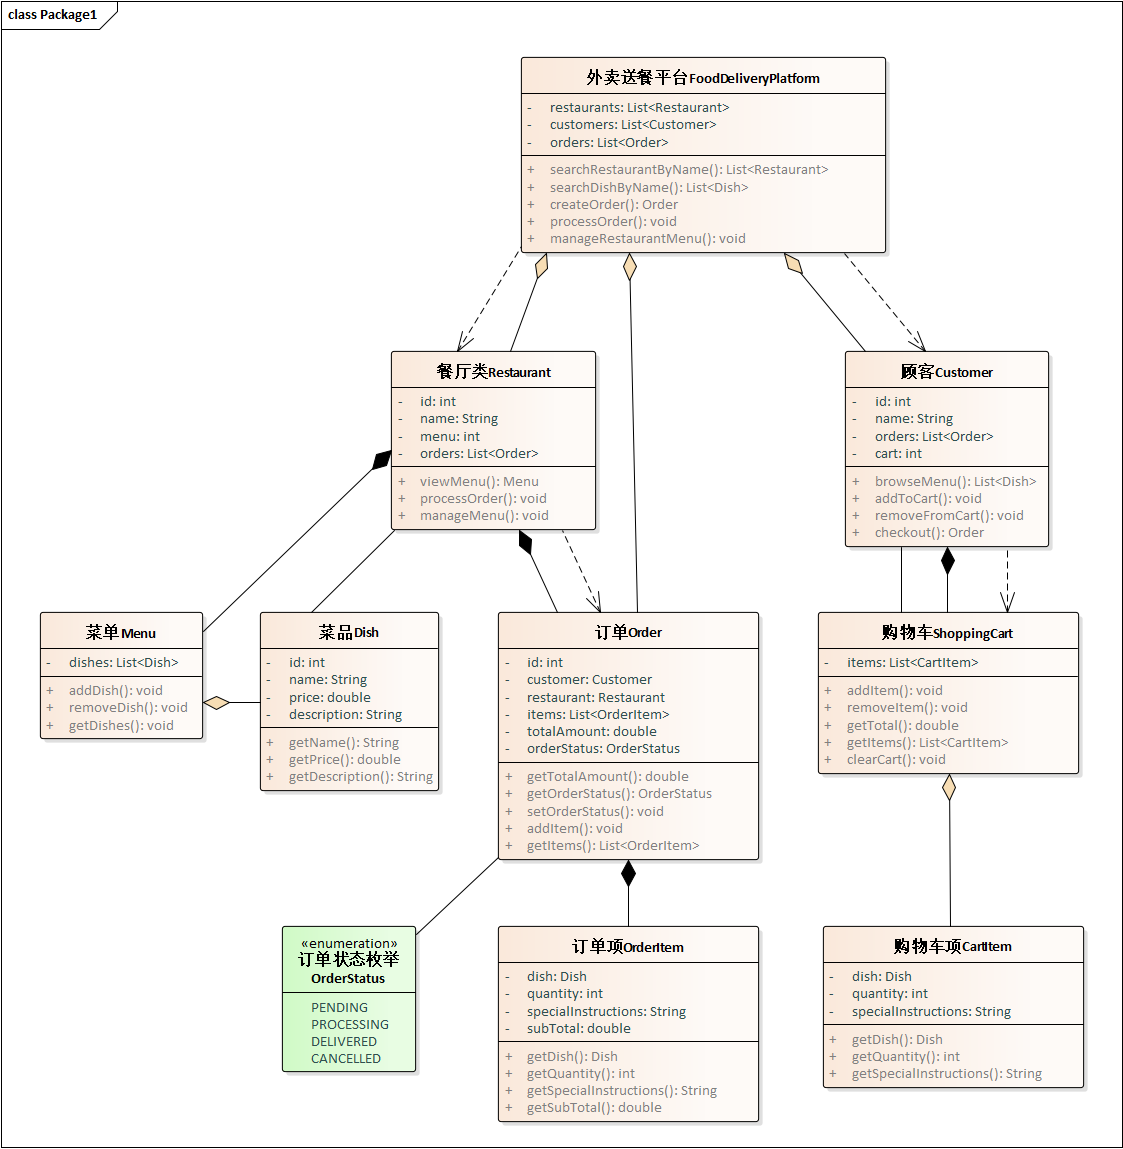 class Package1
外卖送餐平台FoodDeliveryPlatform
- restaurants: List<Restaurant>
- customers: List<Customer>
- orders: List<Order>
+ searchRestaurantByName(): List<Restaurant>
+ searchDishByName(): List<Dish>
+ createOrder(): Order
+ processOrder(): void
+ manageRestaurantMenu(): void
餐厅类Restaurant
- id: int
- name: String
- menu: int
- orders: List<Order>
+ viewMenu(): Menu
+ processOrder(): void
+ manageMenu(): void
顾客Customer
- id: int
- name: String
- orders: List<Order>
- cart: int
+ browseMenu(): List<Dish>
+ addToCart(): void
+ removeFromCart(): void
+ checkout(): Order
菜单Menu
- dishes: List<Dish>
+ addDish(): void
+ removeDish(): void
+ getDishes(): void
菜品Dish
- id: int
- name: String
- price: double
- description: String
+ getName(): String
+ getPrice(): double
+ getDescription(): String
订单Order
- id: int
- customer: Customer
- restaurant: Restaurant
- items: List<OrderItem>
- totalAmount: double
- orderStatus: OrderStatus
+ getTotalAmount(): double
+ getOrderStatus(): OrderStatus
+ setOrderStatus(): void
+ addItem(): void
+ getItems(): List<OrderItem>
购物车ShoppingCart
- items: List<CartItem>
+ addItem(): void
+ removeItem(): void
+ getTotal(): double
+ getItems(): List<CartItem>
+ clearCart(): void
«enumeration»
订单状态枚举
OrderStatus
PENDING
PROCESSING
DELIVERED
CANCELLED
订单项OrderItem
- dish: Dish
- quantity: int
- specialInstructions: String
- subTotal: double
+ getDish(): Dish
+ getQuantity(): int
+ getSpecialInstructions(): String
+ getSubTotal(): double
购物车项CartItem
- dish: Dish
- quantity: int
- specialInstructions: String
+ getDish(): Dish
+ getQuantity(): int
+ getSpecialInstructions(): String